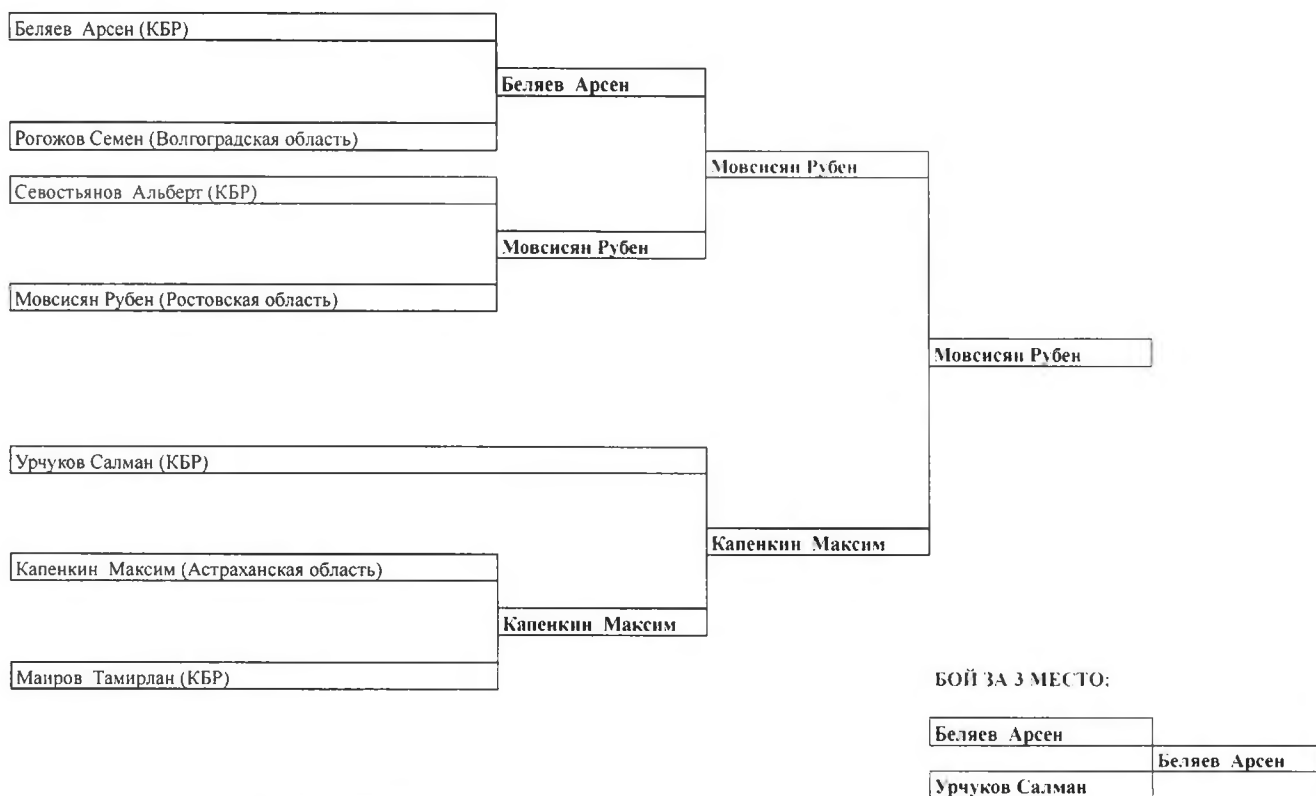 Беляев Арсен (КБР)
Беляев Арсен
Рогожов Семен (Волгоградская область)
Мовсисян Рубен
Севостьянов Альберт (КБР)
Мовсисян Рубен
Мовсисян Рубен (Ростовская область)
Мовсисян Рубен
Урчуков Салман (КБР)
Капенкин Максим
Капенкин Максим (Астраханская область)
Капенкин Максим
Маиров Тамирлан (КБР)
БОЙ ЗА 3 МЕСТО:
Беляев Арсен
Беляев Арсен
Урчуков Салман